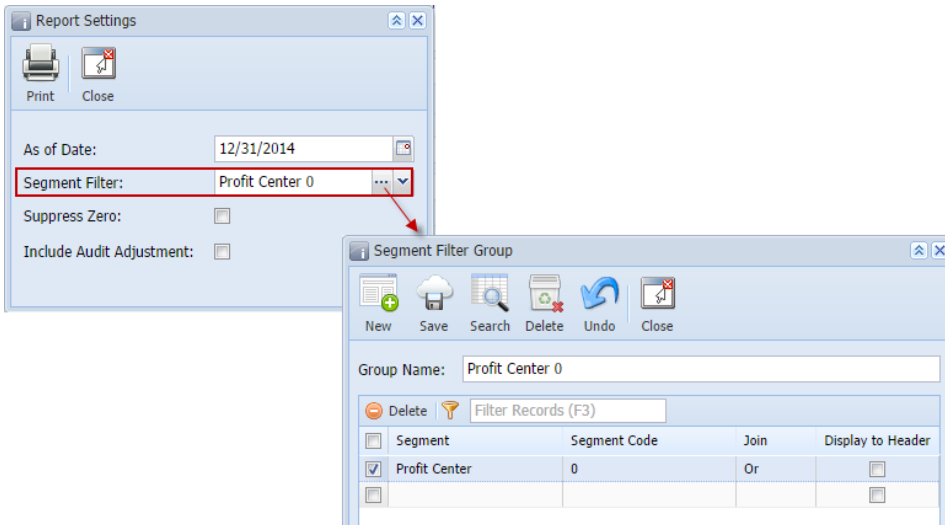 Report Settings
Print Close
As of Date: 12/31/2014
Segment Filter: Profit Center 0
Suppress Zero:
Include Audit Adjustment:
Segment Filter Group
New Save Search Delete Undo Close
Group Name: Profit Center 0
Delete Filter Records (F3)
Segment Segment Code Join Display to Header
Profit Center 0 Or